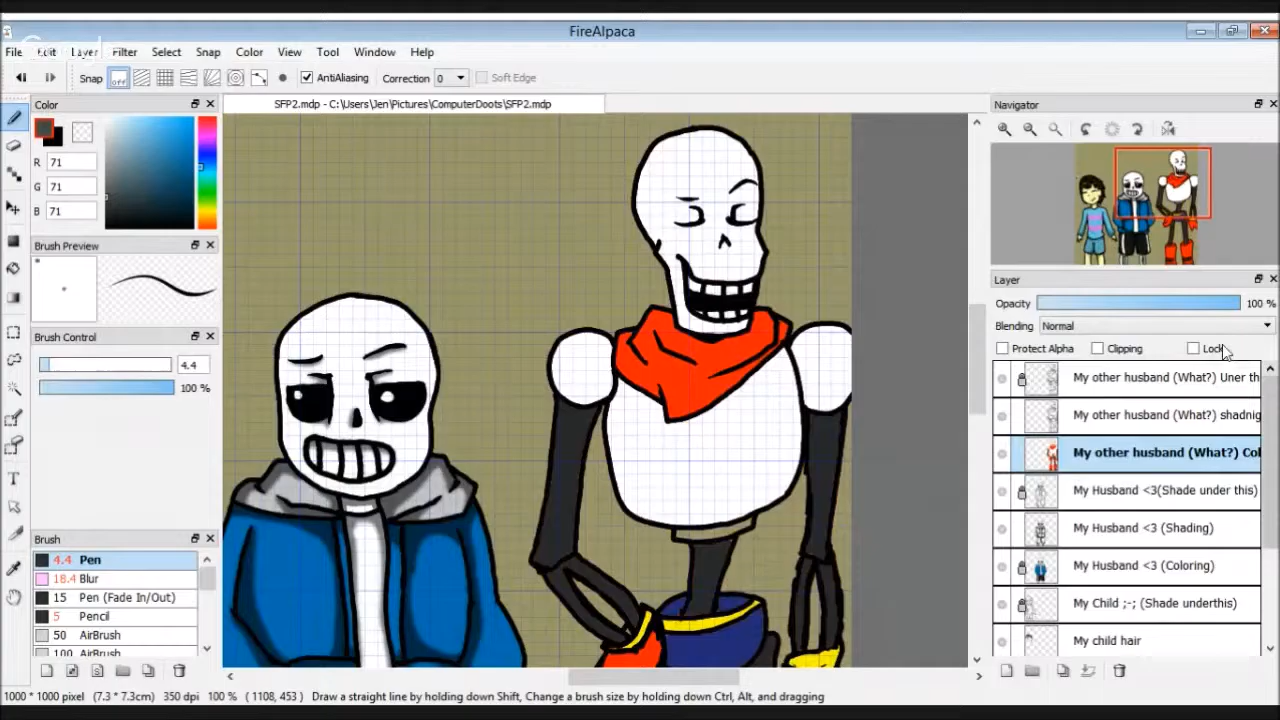 FireAlpaca
File Edit Layer Filter Select Snap Color View Tool Window Help
Snap off AntiAliasing Correction 0 Soft Edge
Color
SFP2.mdp - C:\Users\Jen\Pictures\ComputerDoots\SFP2.mdp
Navigator
R 71
G 71
B 71
Brush Preview
Layer
Opacity 100 %
Blending Normal
Brush Control
Protect Alpha Clipping Lock
4.4
100 %
My other husband (What?) Uner th
My other husband (What?) shadnig
My other husband (What?) Col
My Husband <3(Shade under this)
My Husband <3 (Shading)
My Husband <3 (Coloring)
My Child ;-; (Shade underthis)
My child hair
Brush
4.4 Pen
18.4 Blur
15 Pen (Fade In/Out)
5 Pencil
50 AirBrush
100 AirBrush
1000 * 1000 pixel (7.3 * 7.3cm) 350 dpi 100 % ( 1108, 453 ) Draw a straight line by holding down Shift, Change a brush size by holding down Ctrl, Alt, and dragging